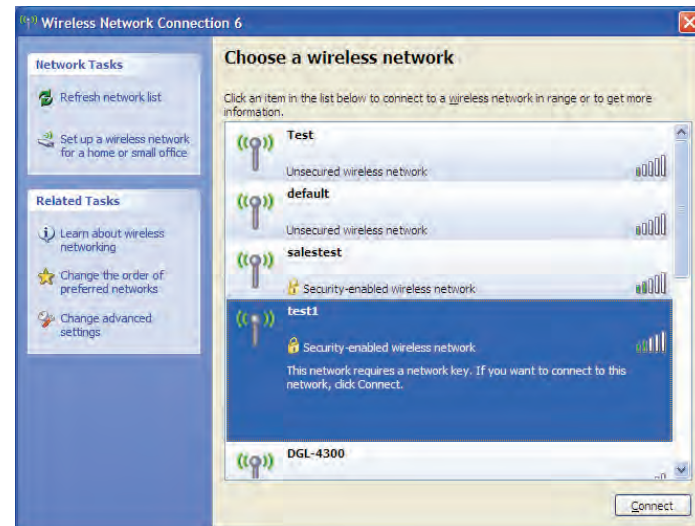 Wireless Network Connection 6
Network Tasks
Refresh network list
Set up a wireless network
for a home or small office
Related Tasks
Learn about wireless
networking
Change the order of
preferred networks
Change advanced
settings
Choose a wireless network
Click an item in the list below to connect to a wireless network in range or to get more
information.
Test
Unsecured wireless network
default
Unsecured wireless network
salestest
Security-enabled wireless network
test1
Security-enabled wireless network
This network requires a network key. If you want to connect to this
network, click Connect.
DGL-4300
Connect